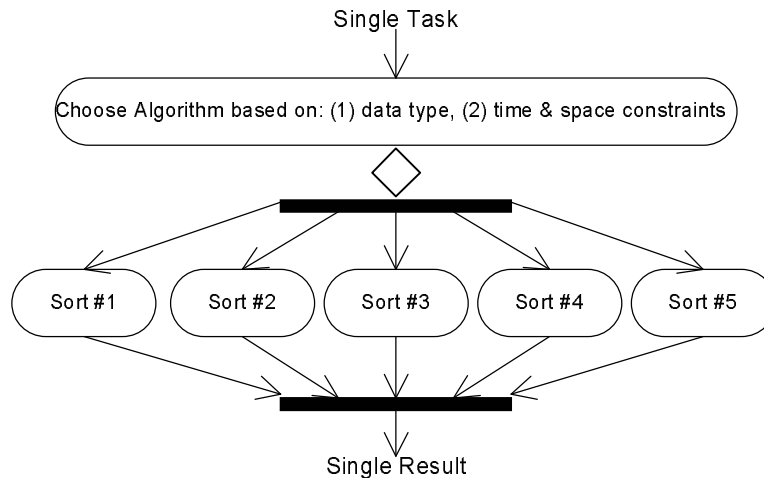 Single Task
Choose Algorithm based on: (1) data type, (2) time & space constraints
Sort #1
Sort #2
Sort #3
Sort #4
Sort #5
Single Result